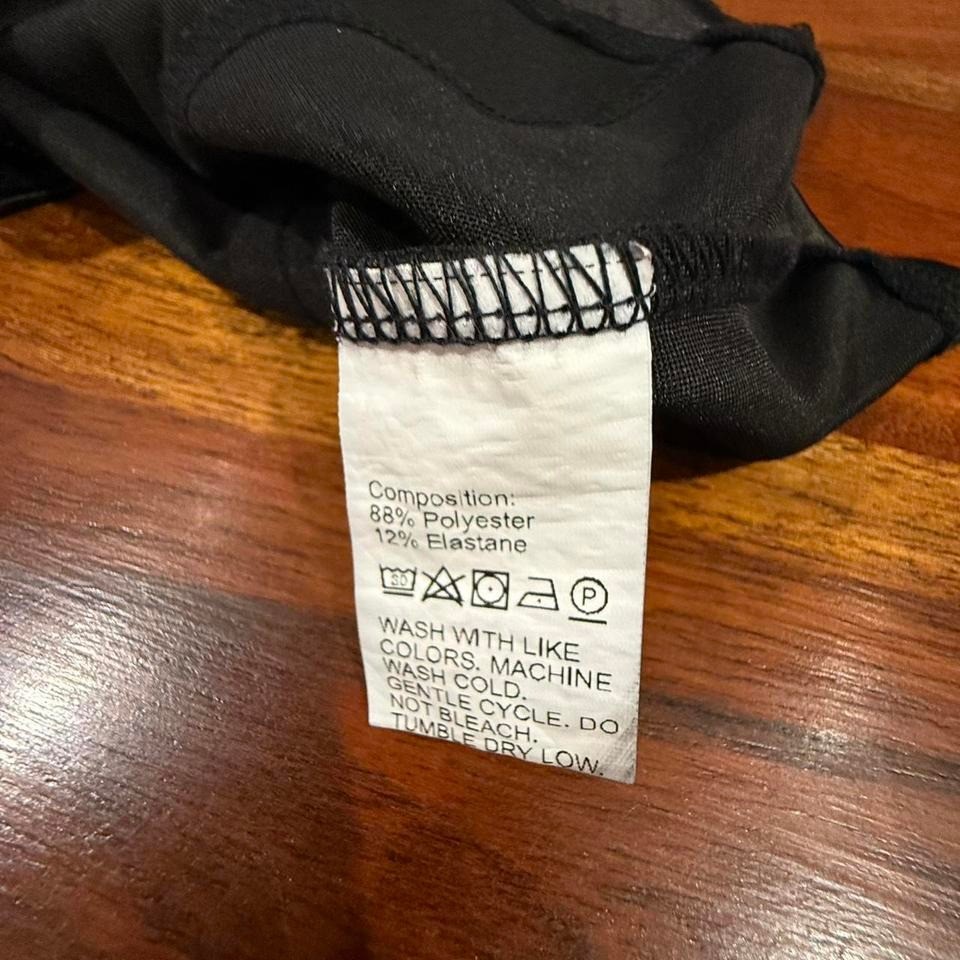 Composition:
88% Polyester
12% Elastane
P
WASH WITH LIKE
COLORS. MACHINE
WASH COLD.
GENTLE CYCLE. DO
NOT BLEACH.
TUMBLE DRY LOW.